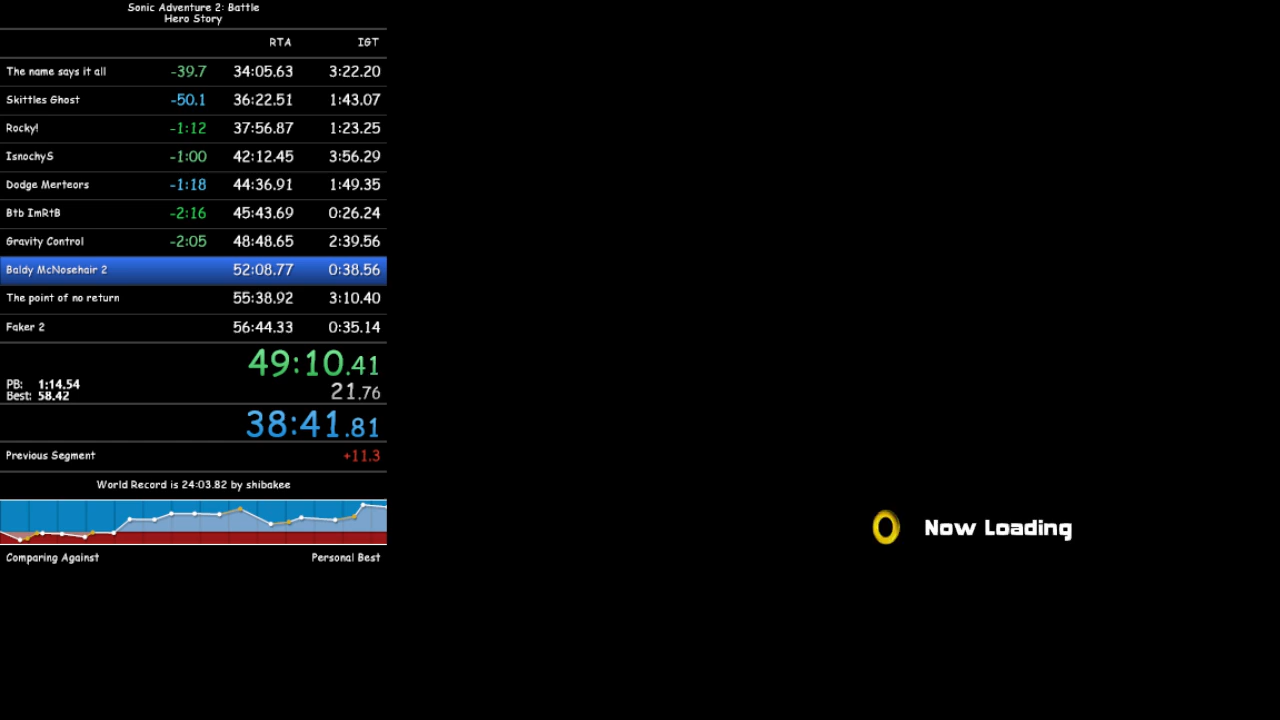 Sonic Adventure 2: Battle
Hero Story
RTA IGT
The name says it all -39.7 34:05.63 3:22.20
Skittles Ghost -50.1 36:22.51 1:43.07
Rocky! -1:12 37:56.87 1:23.25
IsnochyS -1:00 42:12.45 3:56.29
Dodge Merteors -1:18 44:36.91 1:49.35
Btb ImRtB -2:16 45:43.69 0:26.24
Gravity Control -2:05 48:48.65 2:39.56
Baldy McNosehair 2 52:08.77 0:38.56
The point of no return 55:38.92 3:10.40
Faker 2 56:44.33 0:35.14
49:10.41
PB: 1:14.54
Best: 58.42
21.76
38:41.81
Previous Segment +11.3
World Record is 24:03.82 by shibakee
Comparing Against Personal Best
Now Loading